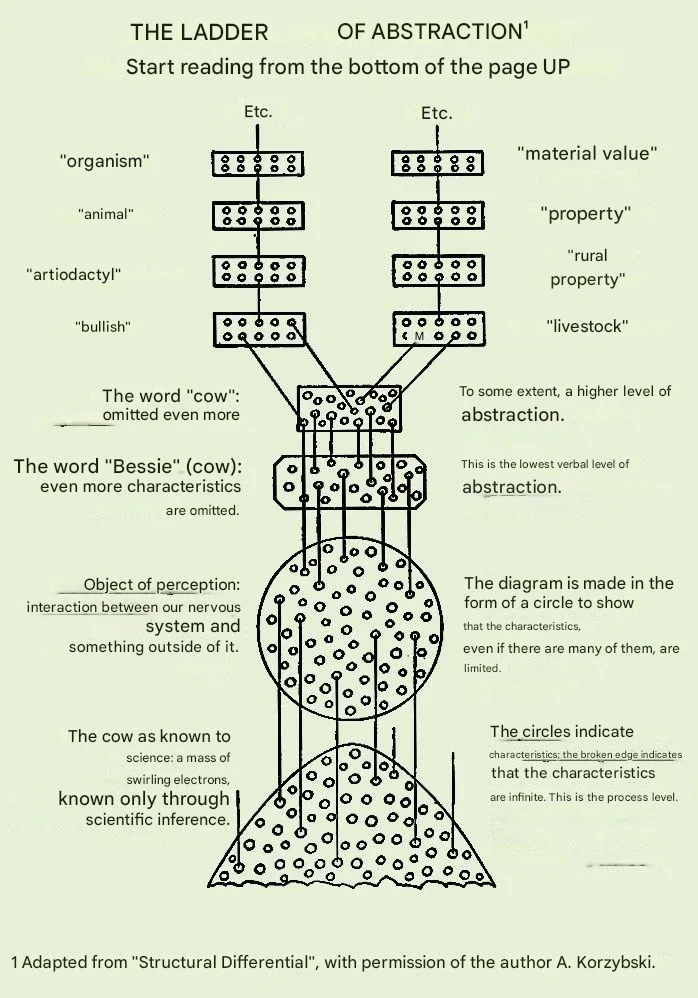 THE LADDER OF ABSTRACTION¹
Start reading from the bottom of the page UP
Etc.
Etc.
"organism"
"material value"
"animal"
"property"
"artiodactyl"
"rural
property"
"bullish"
"livestock"
M
The word "cow":
omitted even more
To some extent, a higher level of
abstraction.
The word "Bessie" (cow):
even more characteristics
are omitted.
This is the lowest verbal level of
abstraction.
Object of perception:
interaction between our nervous
system and
something outside of it.
The diagram is made in the
form of a circle to show
that the characteristics,
even if there are many of them, are
limited.
The cow as known to
science: a mass of
swirling electrons,
known only through
scientific inference.
The circles indicate
characteristics; the broken edge indicates
that the characteristics
are infinite. This is the process level.
1 Adapted from "Structural Differential", with permission of the author A. Korzybski.